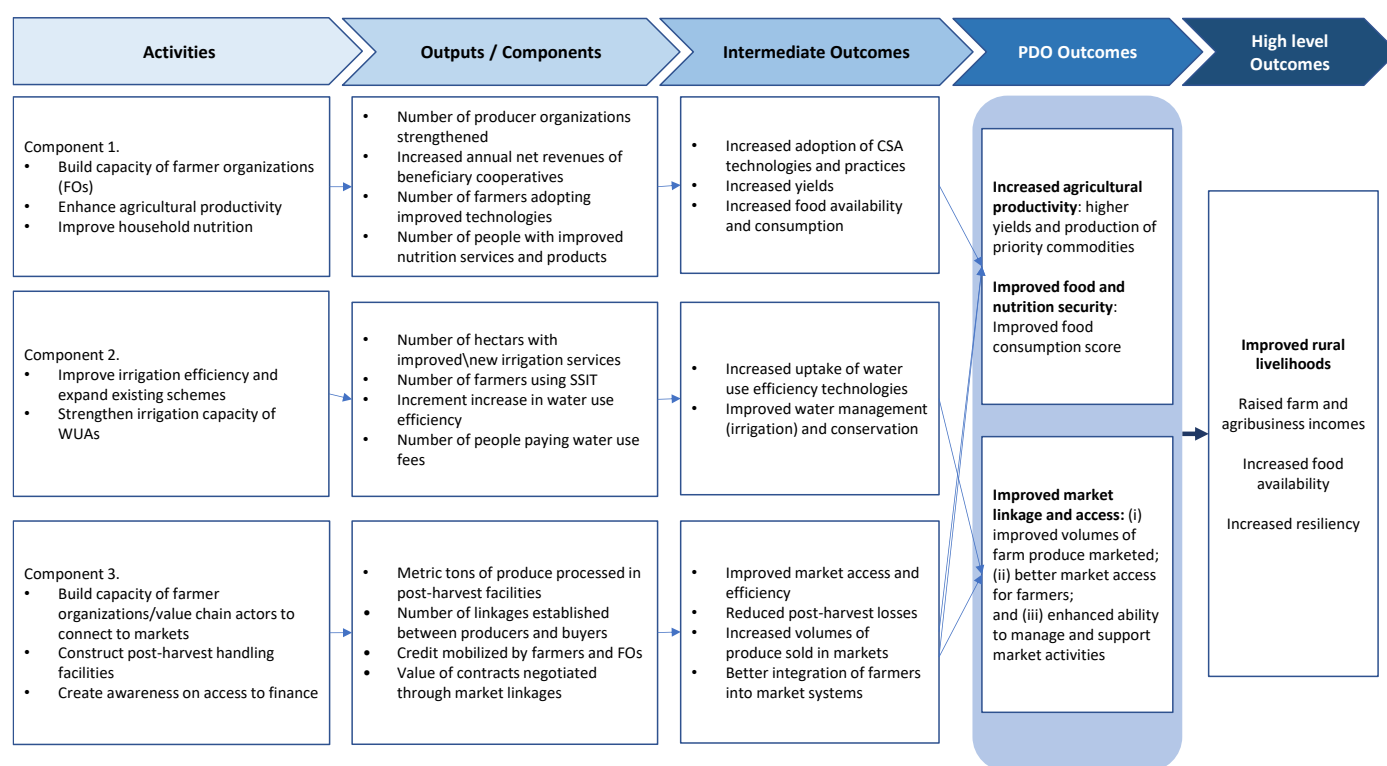 Activities
Outputs / Components
Intermediate Outcomes
PDO Outcomes
High level
Outcomes
Component 1.
• Build capacity of farmer organizations
(FOs)
• Enhance agricultural productivity
• Improve household nutrition
• Number of producer organizations
strengthened
• Increased annual net revenues of
beneficiary cooperatives
• Number of farmers adopting
improved technologies
• Number of people with improved
nutrition services and products
• Increased adoption of CSA
technologies and practices
• Increased yields
• Increased food availability
and consumption
Component 2.
• Improve irrigation efficiency and
expand existing schemes
• Strengthen irrigation capacity of
WUAs
• Number of hectars with
improved\new irrigation services
• Number of farmers using SSIT
• Increment increase in water use
efficiency
• Number of people paying water use
fees
• Increased uptake of water
use efficiency technologies
• Improved water management
(irrigation) and conservation
Component 3.
• Build capacity of farmer
organizations/value chain actors to
connect to markets
• Construct post-harvest handling
facilities
• Create awareness on access to finance
• Metric tons of produce processed in
post-harvest facilities
• Number of linkages established
between producers and buyers
• Credit mobilized by farmers and FOs
• Value of contracts negotiated
through market linkages
• Improved market access and
efficiency
• Reduced post-harvest losses
• Increased volumes of
produce sold in markets
• Better integration of farmers
into market systems
Increased agricultural
productivity: higher
yields and production of
priority commodities
Improved food and
nutrition security:
Improved food
consumption score
Improved market
linkage and access: (i)
improved volumes of
farm produce marketed;
(ii) better market access
for farmers;
and (iii) enhanced ability
to manage and support
market activities
Improved rural
livelihoods
Raised farm and
agribusiness incomes
Increased food
availability
Increased resiliency